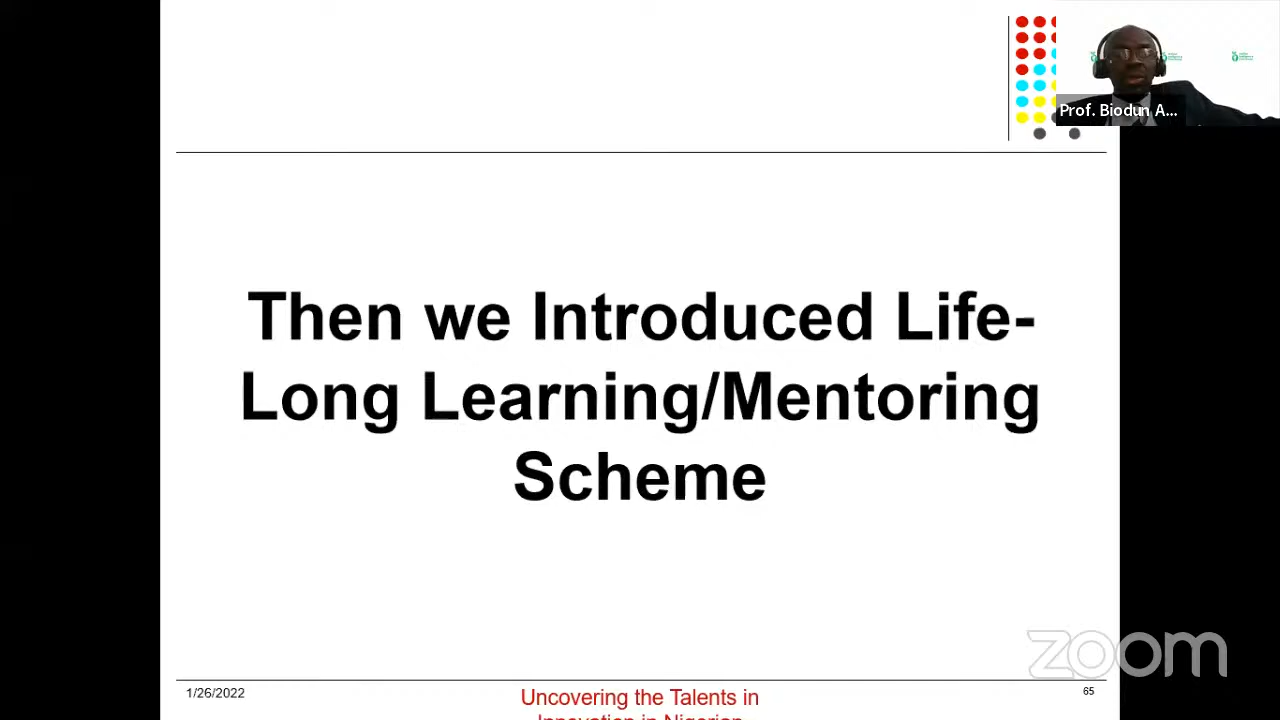 Prof. Biodun A...
Then we Introduced Life-
Long Learning/Mentoring
Scheme
zoom
1/26/2022
Uncovering the Talents in
Innovation in Nigerian
65